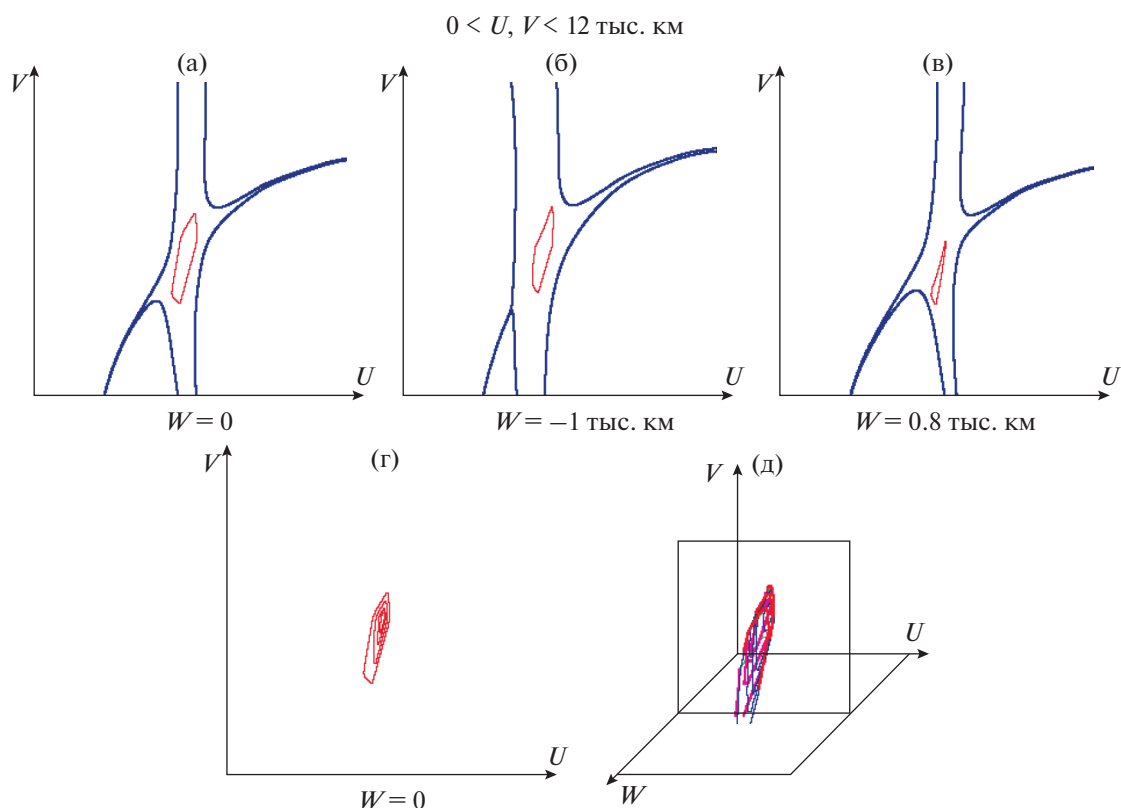 0 < U, V < 12 тыс. км
(а) (б) (в)
V V V
U U U
W = 0 W = −1 тыс. км W = 0.8 тыс. км
(г) (д)
V V
U
U
W
W = 0